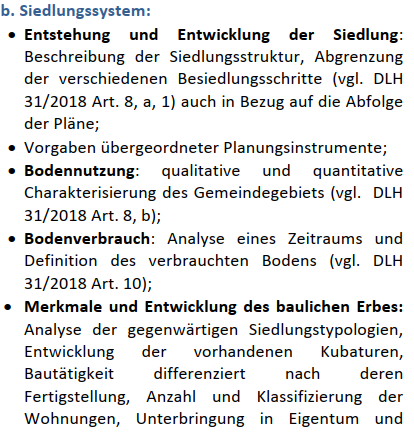 b. Siedlungssystem:
• Entstehung und Entwicklung der Siedlung:
Beschreibung der Siedlungsstruktur, Abgrenzung
der verschiedenen Besiedlungsschritte (vgl. DLH
31/2018 Art. 8, a, 1) auch in Bezug auf die Abfolge
der Pläne;
• Vorgaben übergeordneter Planungsinstrumente;
• Bodennutzung: qualitative und quantitative
Charakterisierung des Gemeindegebiets (vgl. DLH
31/2018 Art. 8, b);
• Bodenverbrauch: Analyse eines Zeitraums und
Definition des verbrauchten Bodens (vgl. DLH
31/2018 Art. 10);
• Merkmale und Entwicklung des baulichen Erbes:
Analyse der gegenwärtigen Siedlungstypologien,
Entwicklung der vorhandenen Kubaturen,
Bautätigkeit differenziert nach deren
Fertigstellung, Anzahl und Klassifizierung der
Wohnungen, Unterbringung in Eigentum und